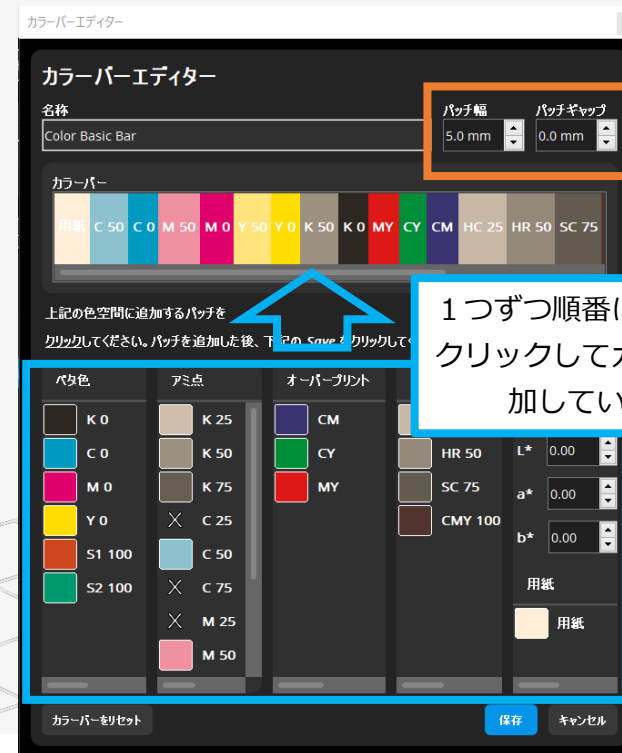 カラーバーエディター
カラーバーエディター
名称
パッチ幅
パッチギャップ
Color Basic Bar
5.0 mm
0.0 mm
カラーバー
用紙 C 50 C 0 M 50 M 0 Y 50 Y 0 K 50 K 0 MY CY CM HC 25 HR 50 SC 75
上記の色空間に追加するパッチを
クリックしてください。パッチを追加した後、下記の Save をクリックして
1つずつ順番に
クリックしてカ
加してい
ベタ色
K 0
C 0
M 0
Y 0
S1 100
S2 100
アミ点
K 25
K 50
K 75
C 25
C 50
C 75
M 25
M 50
オーバープリント
CM
CY
MY
HR 50
SC 75
CMY 100
L* 0.00
a* 0.00
b* 0.00
用紙
用紙
カラーバーをリセット
保存
キャンセル